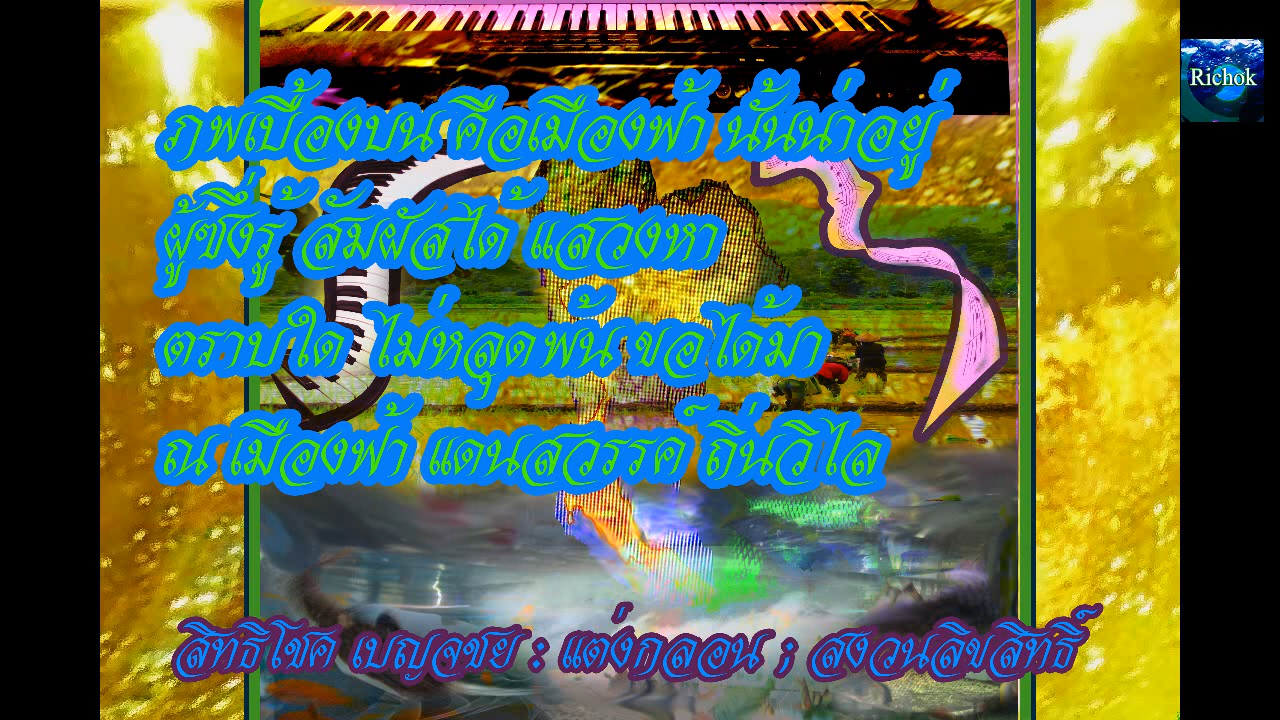 Richok
ภพเบื้องบน คือเมืองฟ้า นั้นน่าอยู่
ผู้ซึ่งรู้ สัมผัสได้ แสวงหา
ตราบใด ไม่หลุดพ้น ขอได้มา
ณ เมืองฟ้า แดนสวรรค์ ถิ่นวิไล
สิทธิโชค เบญจชย : แต่งกลอน ; สงวนลิขสิทธิ์